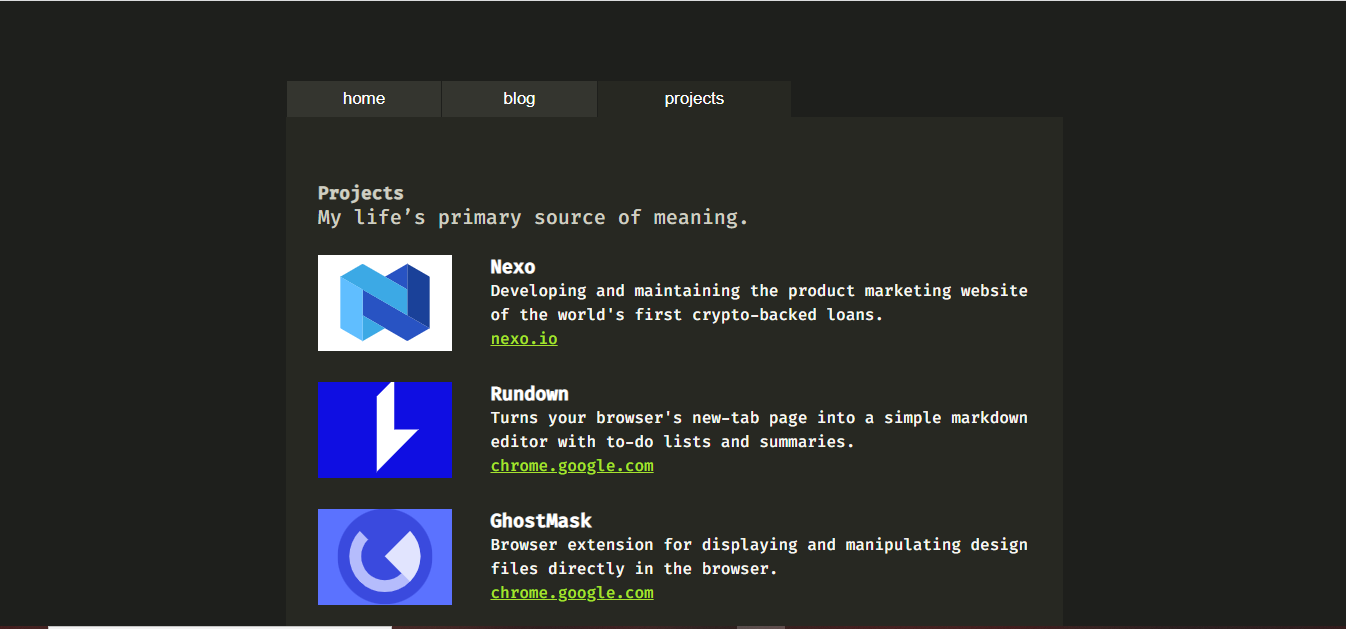 home
blog
projects
Projects
My life’s primary source of meaning.
Nexo
Developing and maintaining the product marketing website
of the world's first crypto-backed loans.
nexo.io
Rundown
Turns your browser's new-tab page into a simple markdown
editor with to-do lists and summaries.
chrome.google.com
GhostMask
Browser extension for displaying and manipulating design
files directly in the browser.
chrome.google.com